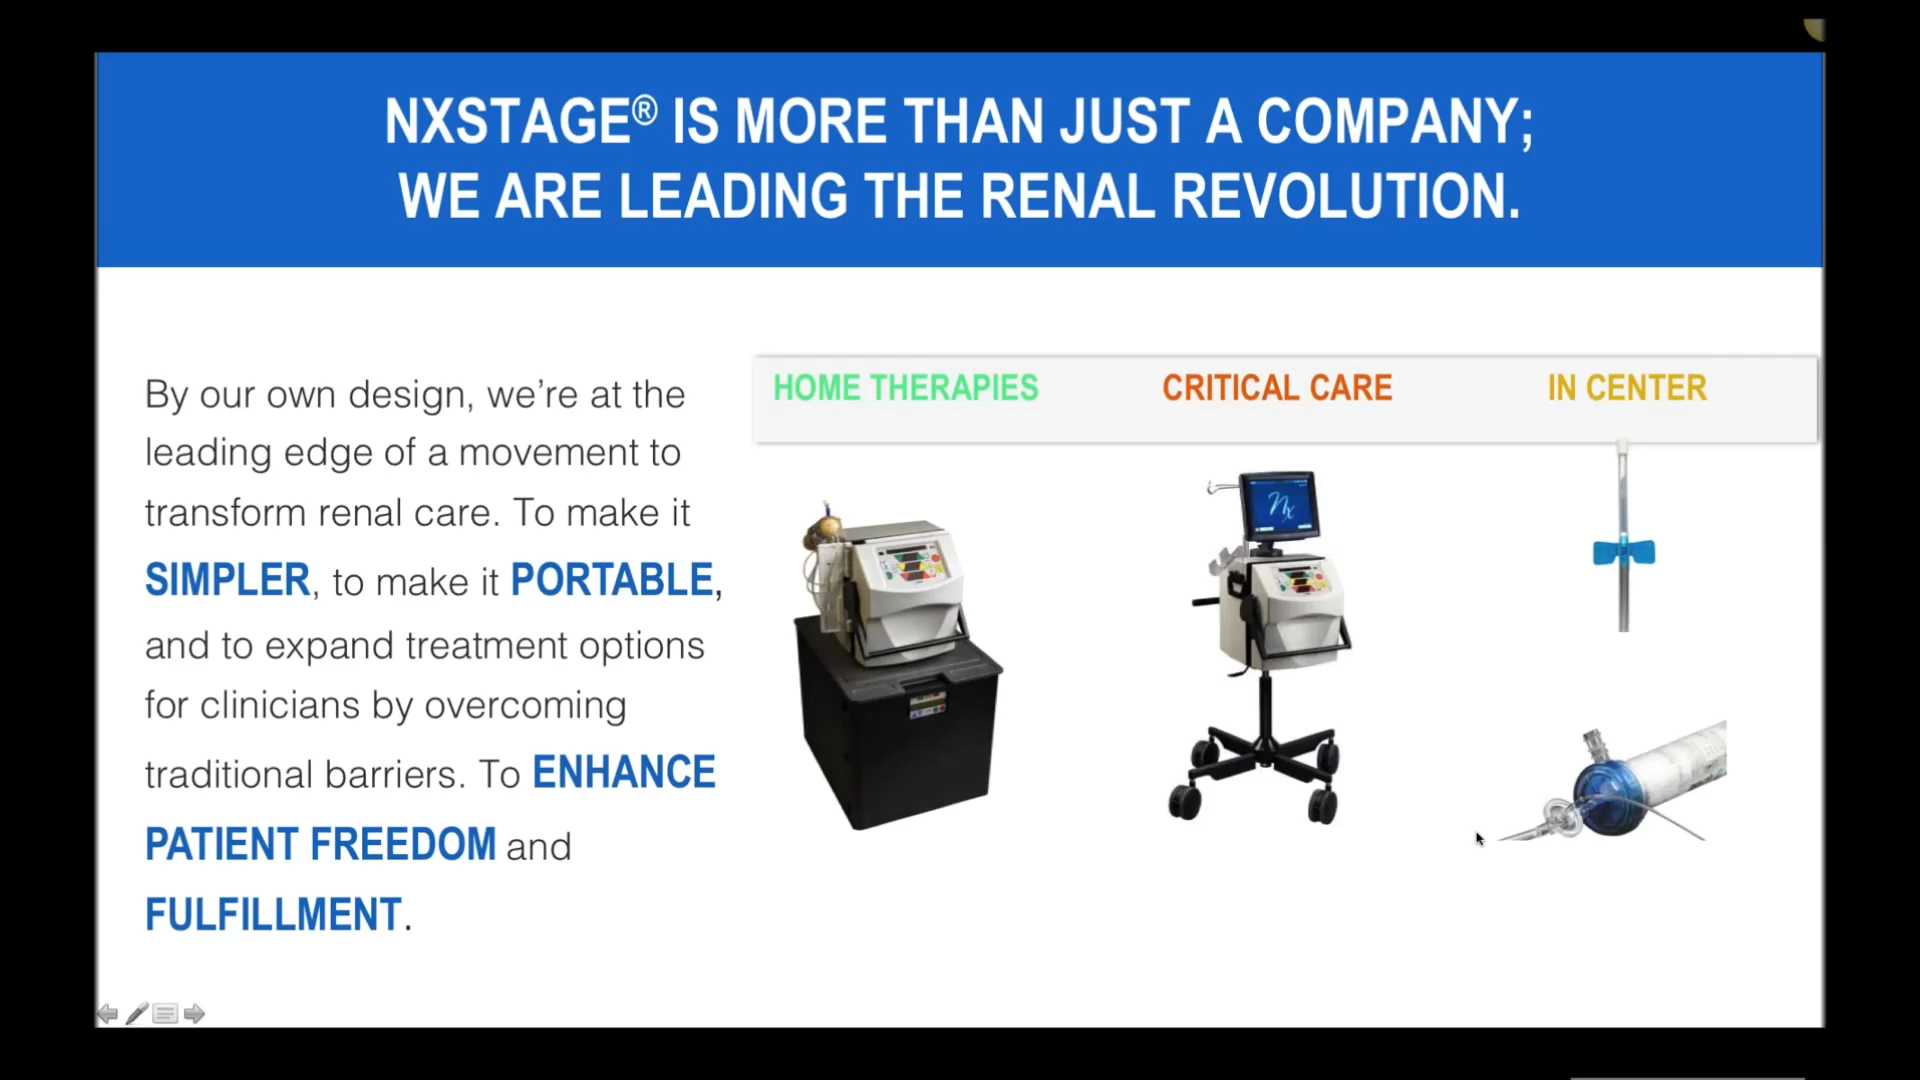 NXSTAGE® IS MORE THAN JUST A COMPANY;
WE ARE LEADING THE RENAL REVOLUTION.
By our own design, we’re at the
leading edge of a movement to
transform renal care. To make it
SIMPLER, to make it PORTABLE,
and to expand treatment options
for clinicians by overcoming
traditional barriers. To ENHANCE
PATIENT FREEDOM and
FULFILLMENT.
HOME THERAPIES
CRITICAL CARE
IN CENTER
Nx